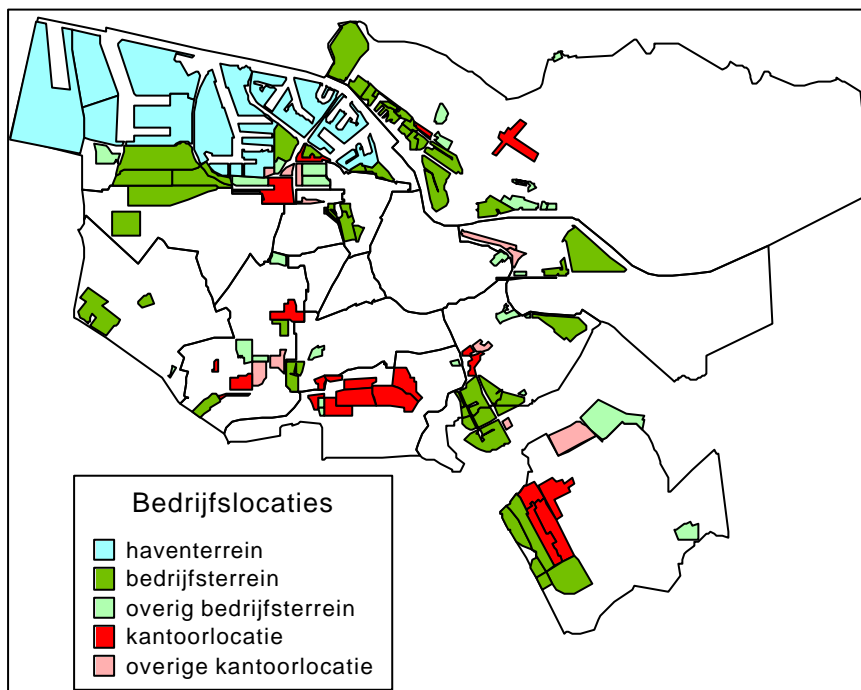 Bedrijfslocaties
haventerrein
bedrijfsterrein
overig bedrijfsterrein
kantoorlocatie
overige kantoorlocatie